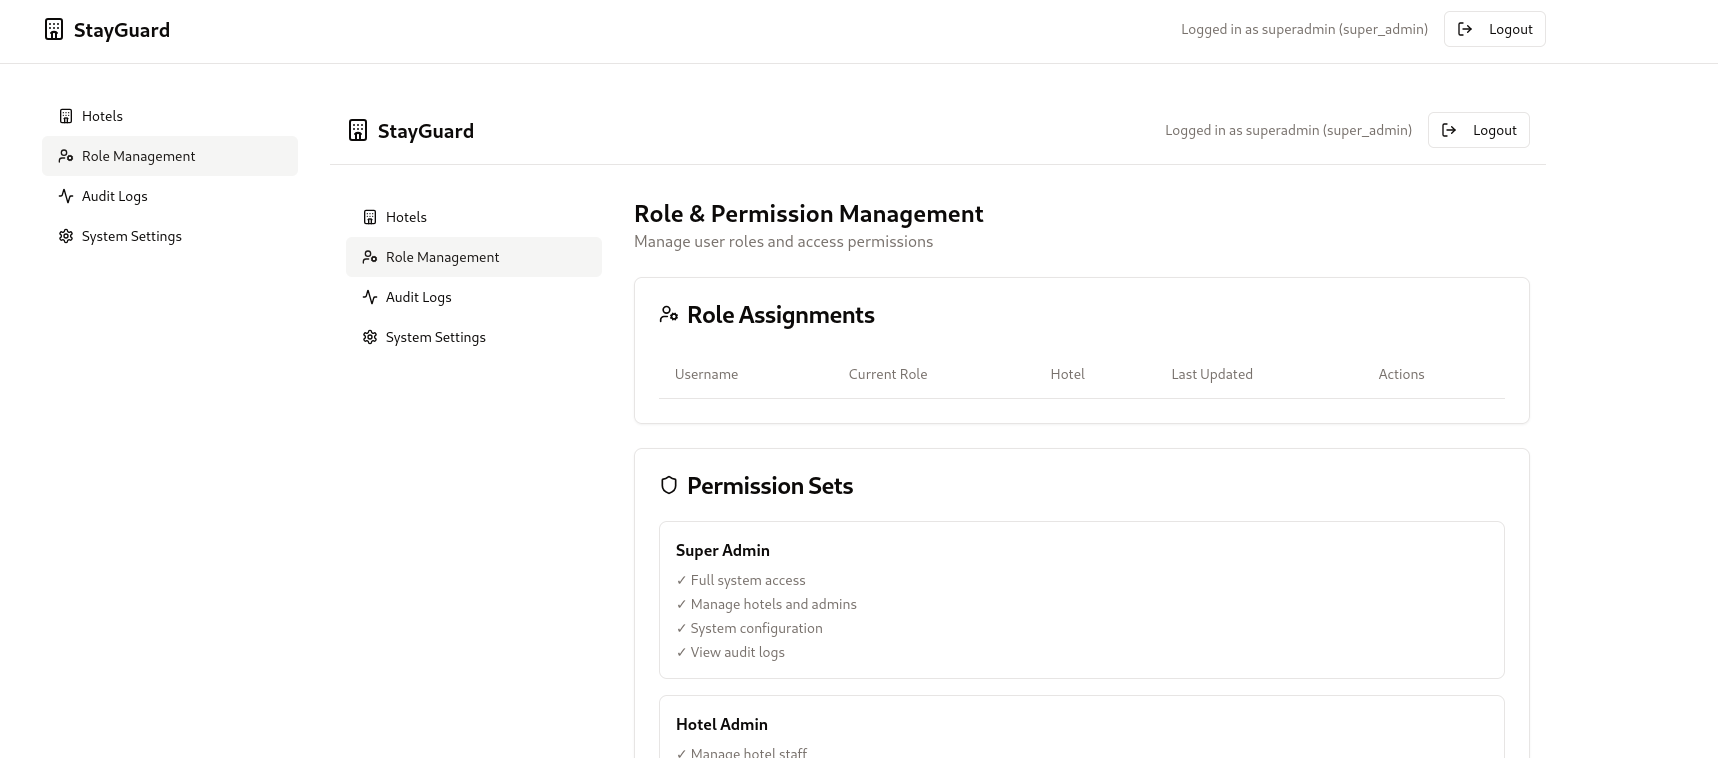 StayGuard
Logged in as superadmin (super_admin)
Logout
Hotels
Role Management
Audit Logs
System Settings
StayGuard
Logged in as superadmin (super_admin)
Logout
Hotels
Role Management
Audit Logs
System Settings
Role & Permission Management
Manage user roles and access permissions
Role Assignments
Username Current Role Hotel Last Updated Actions
Permission Sets
Super Admin
✓ Full system access
✓ Manage hotels and admins
✓ System configuration
✓ View audit logs
Hotel Admin
✓ Manage hotel staff